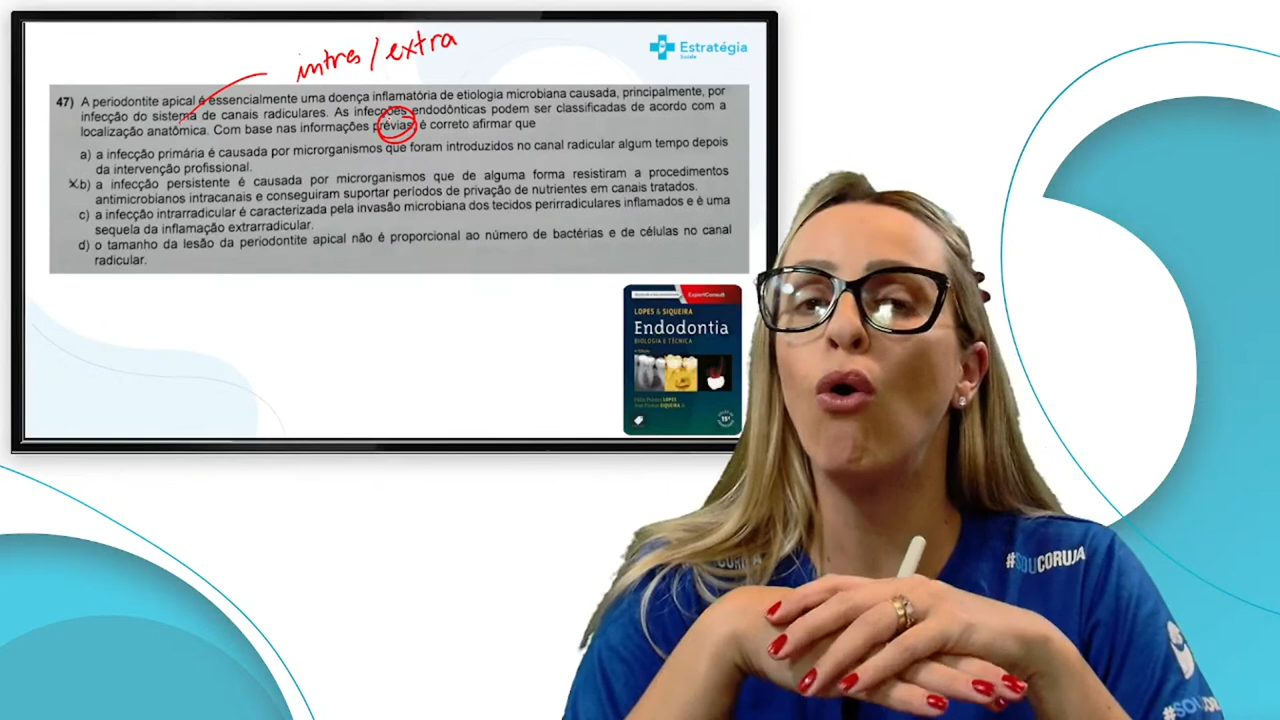 intra/extra
Estratégia
Saúde
47) A periodontite apical é essencialmente uma doença inflamatória de etiologia microbiana causada, principalmente, por
infecção do sistema de canais radiculares. As infecções endodônticas podem ser classificadas de acordo com a
localização anatômica. Com base nas informações prévias, é correto afirmar que
a) a infecção primária é causada por microrganismos que foram introduzidos no canal radicular algum tempo depois
da intervenção profissional.
xb) a infecção persistente é causada por microrganismos que de alguma forma resistiram a procedimentos
antimicrobianos intracanais e conseguiram suportar períodos de privação de nutrientes em canais tratados.
c) a infecção intrarradicular é caracterizada pela invasão microbiana dos tecidos perirradiculares inflamados e é uma
sequela da inflamação extrarradicular.
d) o tamanho da lesão da periodontite apical não é proporcional ao número de bactérias e de células no canal
radicular.
ExpertConsult
LOPES & SIQUEIRA
Endodontia
BIOLOGIA E TÉCNICA
LOPES
SIQUEIRA
#SOUCORUJA